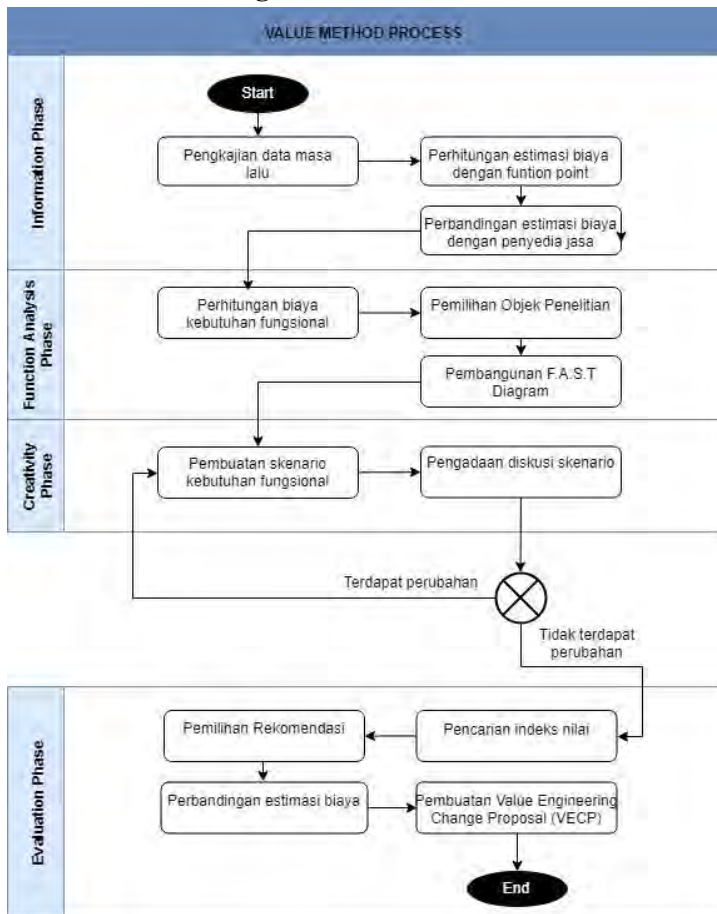 VALUE METHOD PROCESS
Information Phase
Start
Pengkajian data masa
lalu
Perhitungan estimasi biaya
dengan funtion point
Perbandingan estimasi biaya
dengan penyedia jasa
Function Analysis
Phase
Perhitungan biaya
kebutuhan fungsional
Pemilihan Objek Penelitian
Pembangunan F.A.S.T
Diagram
Creativity
Phase
Pembuatan skenario
kebutuhan fungsional
Pengadaan diskusi skenario
Terdapat perubahan
Tidak terdapat
perubahan
Evaluation Phase
Pencarian indeks nilai
Pemilihan Rekomendasi
Perbandingan estimasi biaya
Pembuatan Value Engineering
Change Proposal (VECP)
End